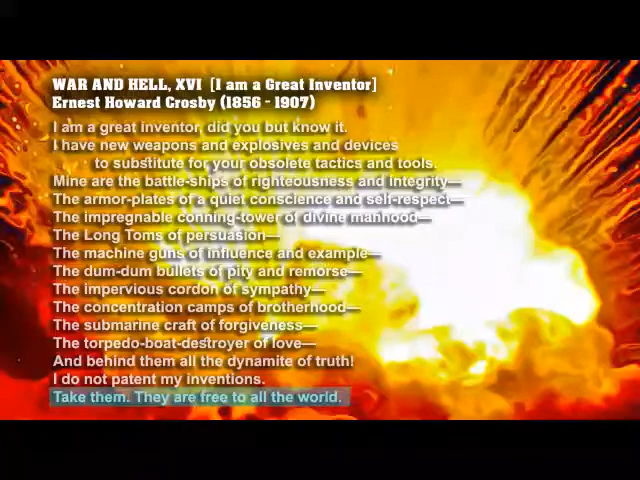 WAR AND HELL, XVI [I am a Great Inventor]
Ernest Howard Crosby (1856 - 1907)
I am a great inventor, did you but know it.
I have new weapons and explosives and devices
to substitute for your obsolete tactics and tools.
Mine are the battle-ships of righteousness and integrity—
The armor-plates of a quiet conscience and self-respect—
The impregnable conning-tower of divine manhood—
The Long Toms of persuasion—
The machine guns of influence and example—
The dum-dum bullets of pity and remorse—
The impervious cordon of sympathy—
The concentration camps of brotherhood—
The submarine craft of forgiveness—
The torpedo-boat-destroyer of love—
And behind them all the dynamite of truth!
I do not patent my inventions.
Take them. They are free to all the world.